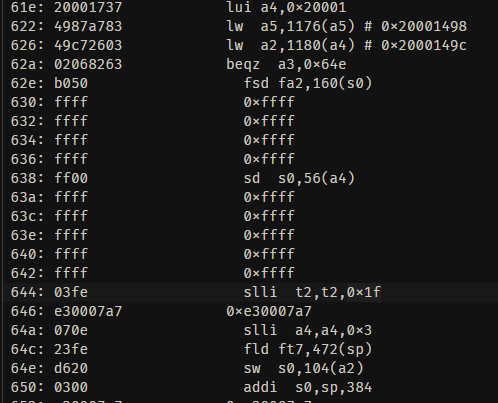 61e: 20001737 lui a4,0×20001
622: 4987a783 lw a5,1176(a5) # 0×20001498
626: 49c72603 lw a2,1180(a4) # 0×2000149c
62a: 02068263 beqz a3,0×64e
62e: b050 fsd fa2,160(s0)
630: ffff 0×ffff
632: ffff 0×ffff
634: ffff 0×ffff
636: ffff 0×ffff
638: ff00 sd s0,56(a4)
63a: ffff 0×ffff
63c: ffff 0×ffff
63e: ffff 0×ffff
640: ffff 0×ffff
642: ffff 0×ffff
644: 03fe slli t2,t2,0×1f
646: e30007a7 0×e30007a7
64a: 070e slli a4,a4,0×3
64c: 23fe fld ft7,472(sp)
64e: d620 sw s0,104(a2)
650: 0300 addi s0,sp,384